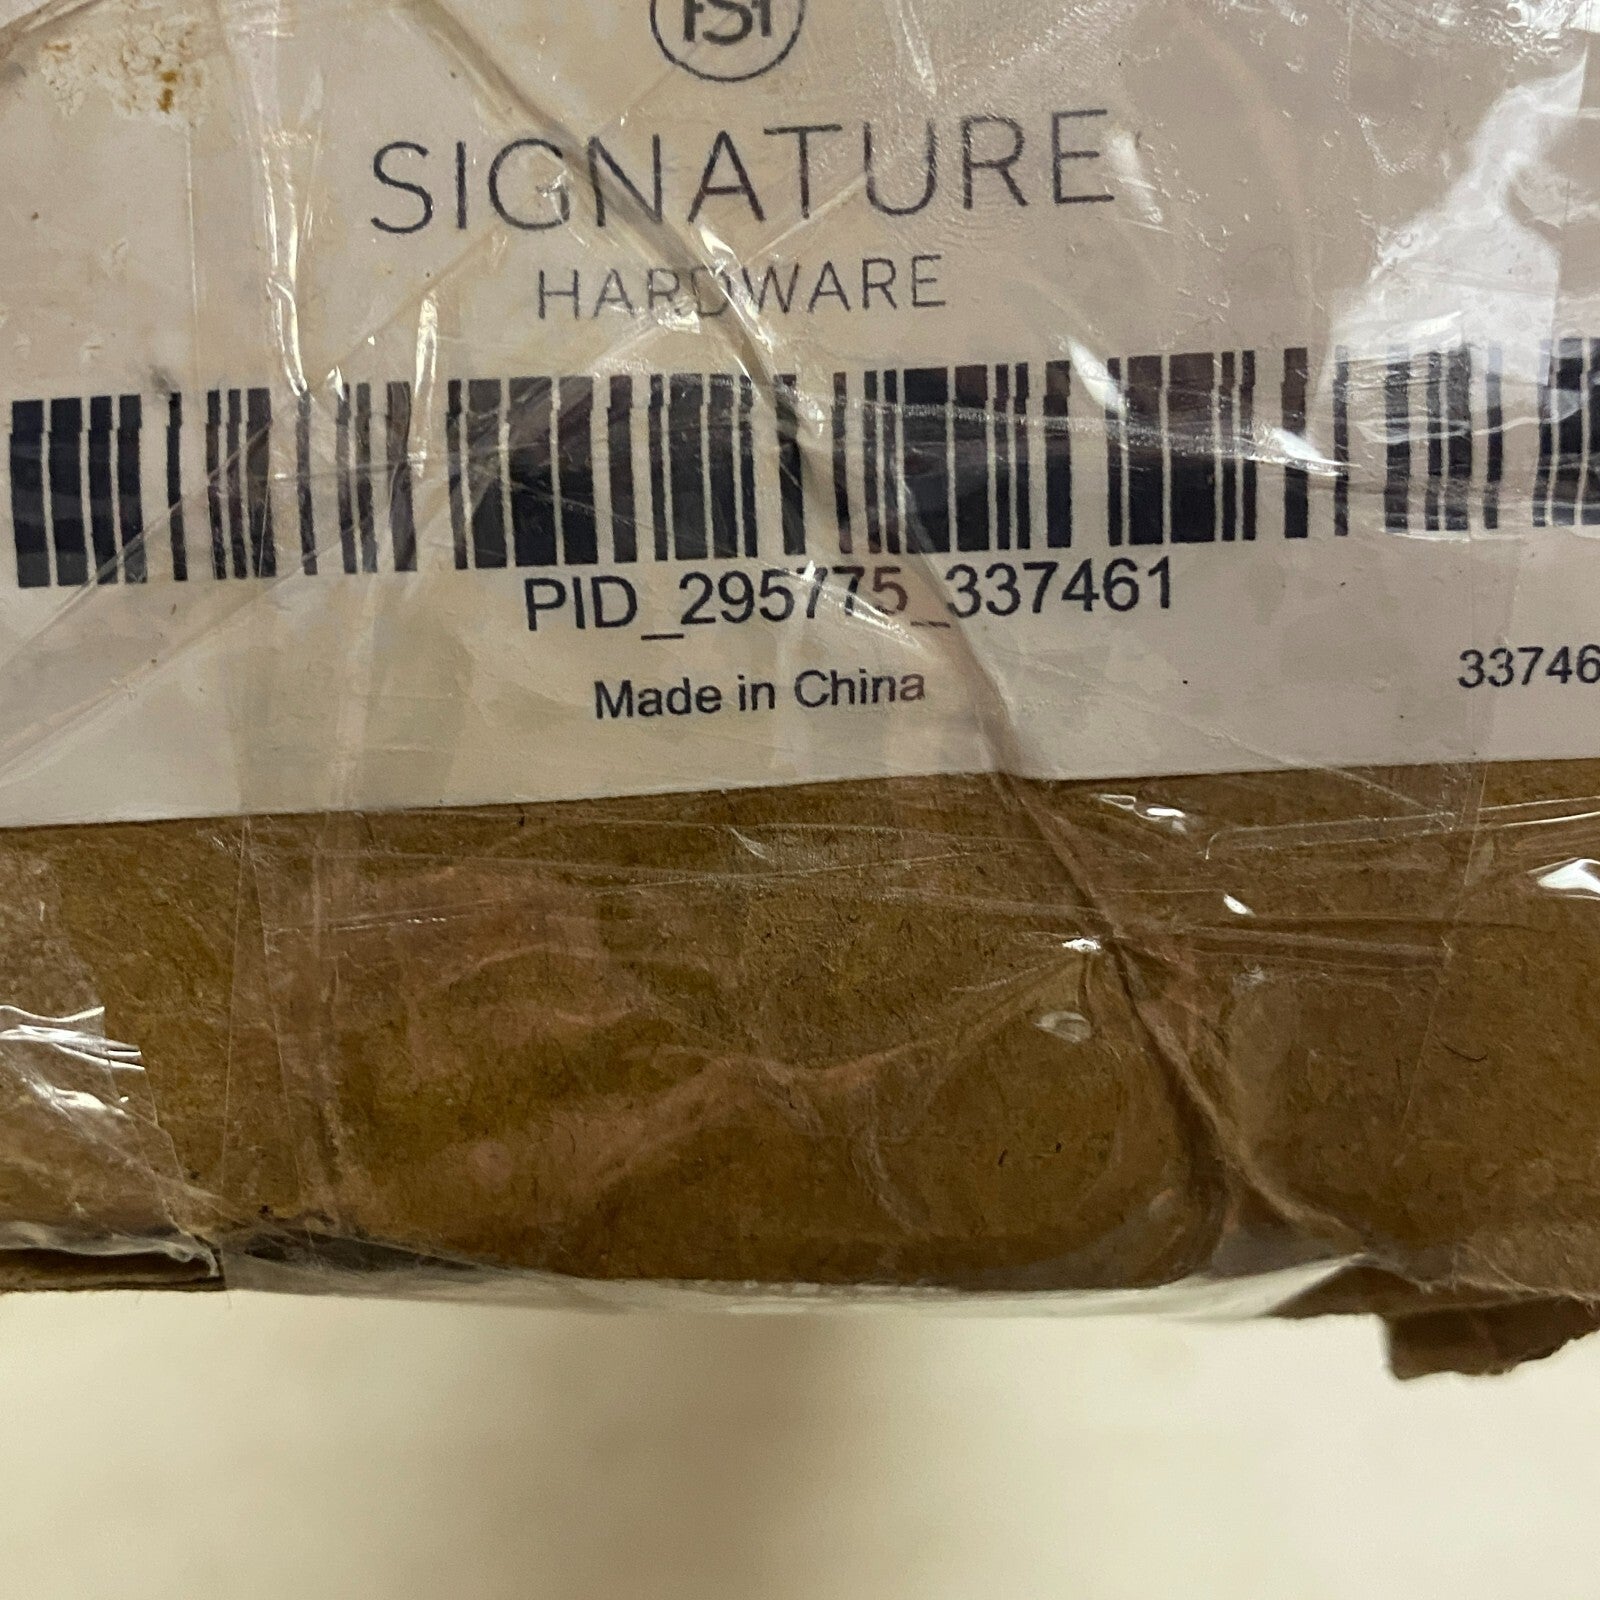 SIGNATURE
HARDWARE
PID_295775_337461
Made in China
33746